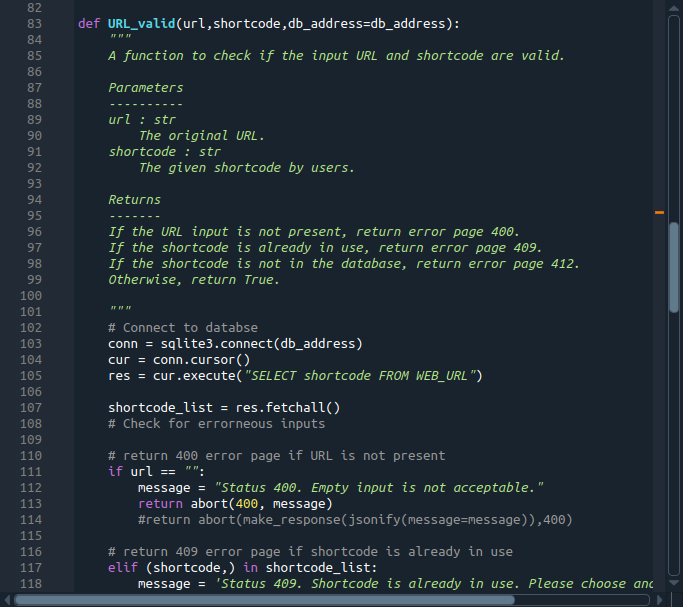 82
83 def URL_valid(url,shortcode,db_address=db_address):
84 """
85 A function to check if the input URL and shortcode are valid.
86
87 Parameters
88 ----------
89 url : str
90 The original URL.
91 shortcode : str
92 The given shortcode by users.
93
94 Returns
95 -------
96 If the URL input is not present, return error page 400.
97 If the shortcode is already in use, return error page 409.
98 If the shortcode is not in the database, return error page 412.
99 Otherwise, return True.
100
101 """
102 # Connect to databse
103 conn = sqlite3.connect(db_address)
104 cur = conn.cursor()
105 res = cur.execute("SELECT shortcode FROM WEB_URL")
106
107 shortcode_list = res.fetchall()
108 # Check for errorneous inputs
109
110 # return 400 error page if URL is not present
111 if url == "":
112 message = "Status 400. Empty input is not acceptable."
113 return abort(400, message)
114 #return abort(make_response(jsonify(message=message)),400)
115
116 # return 409 error page if shortcode is already in use
117 elif (shortcode,) in shortcode_list:
118 message = 'Status 409. Shortcode is already in use. Please choose and